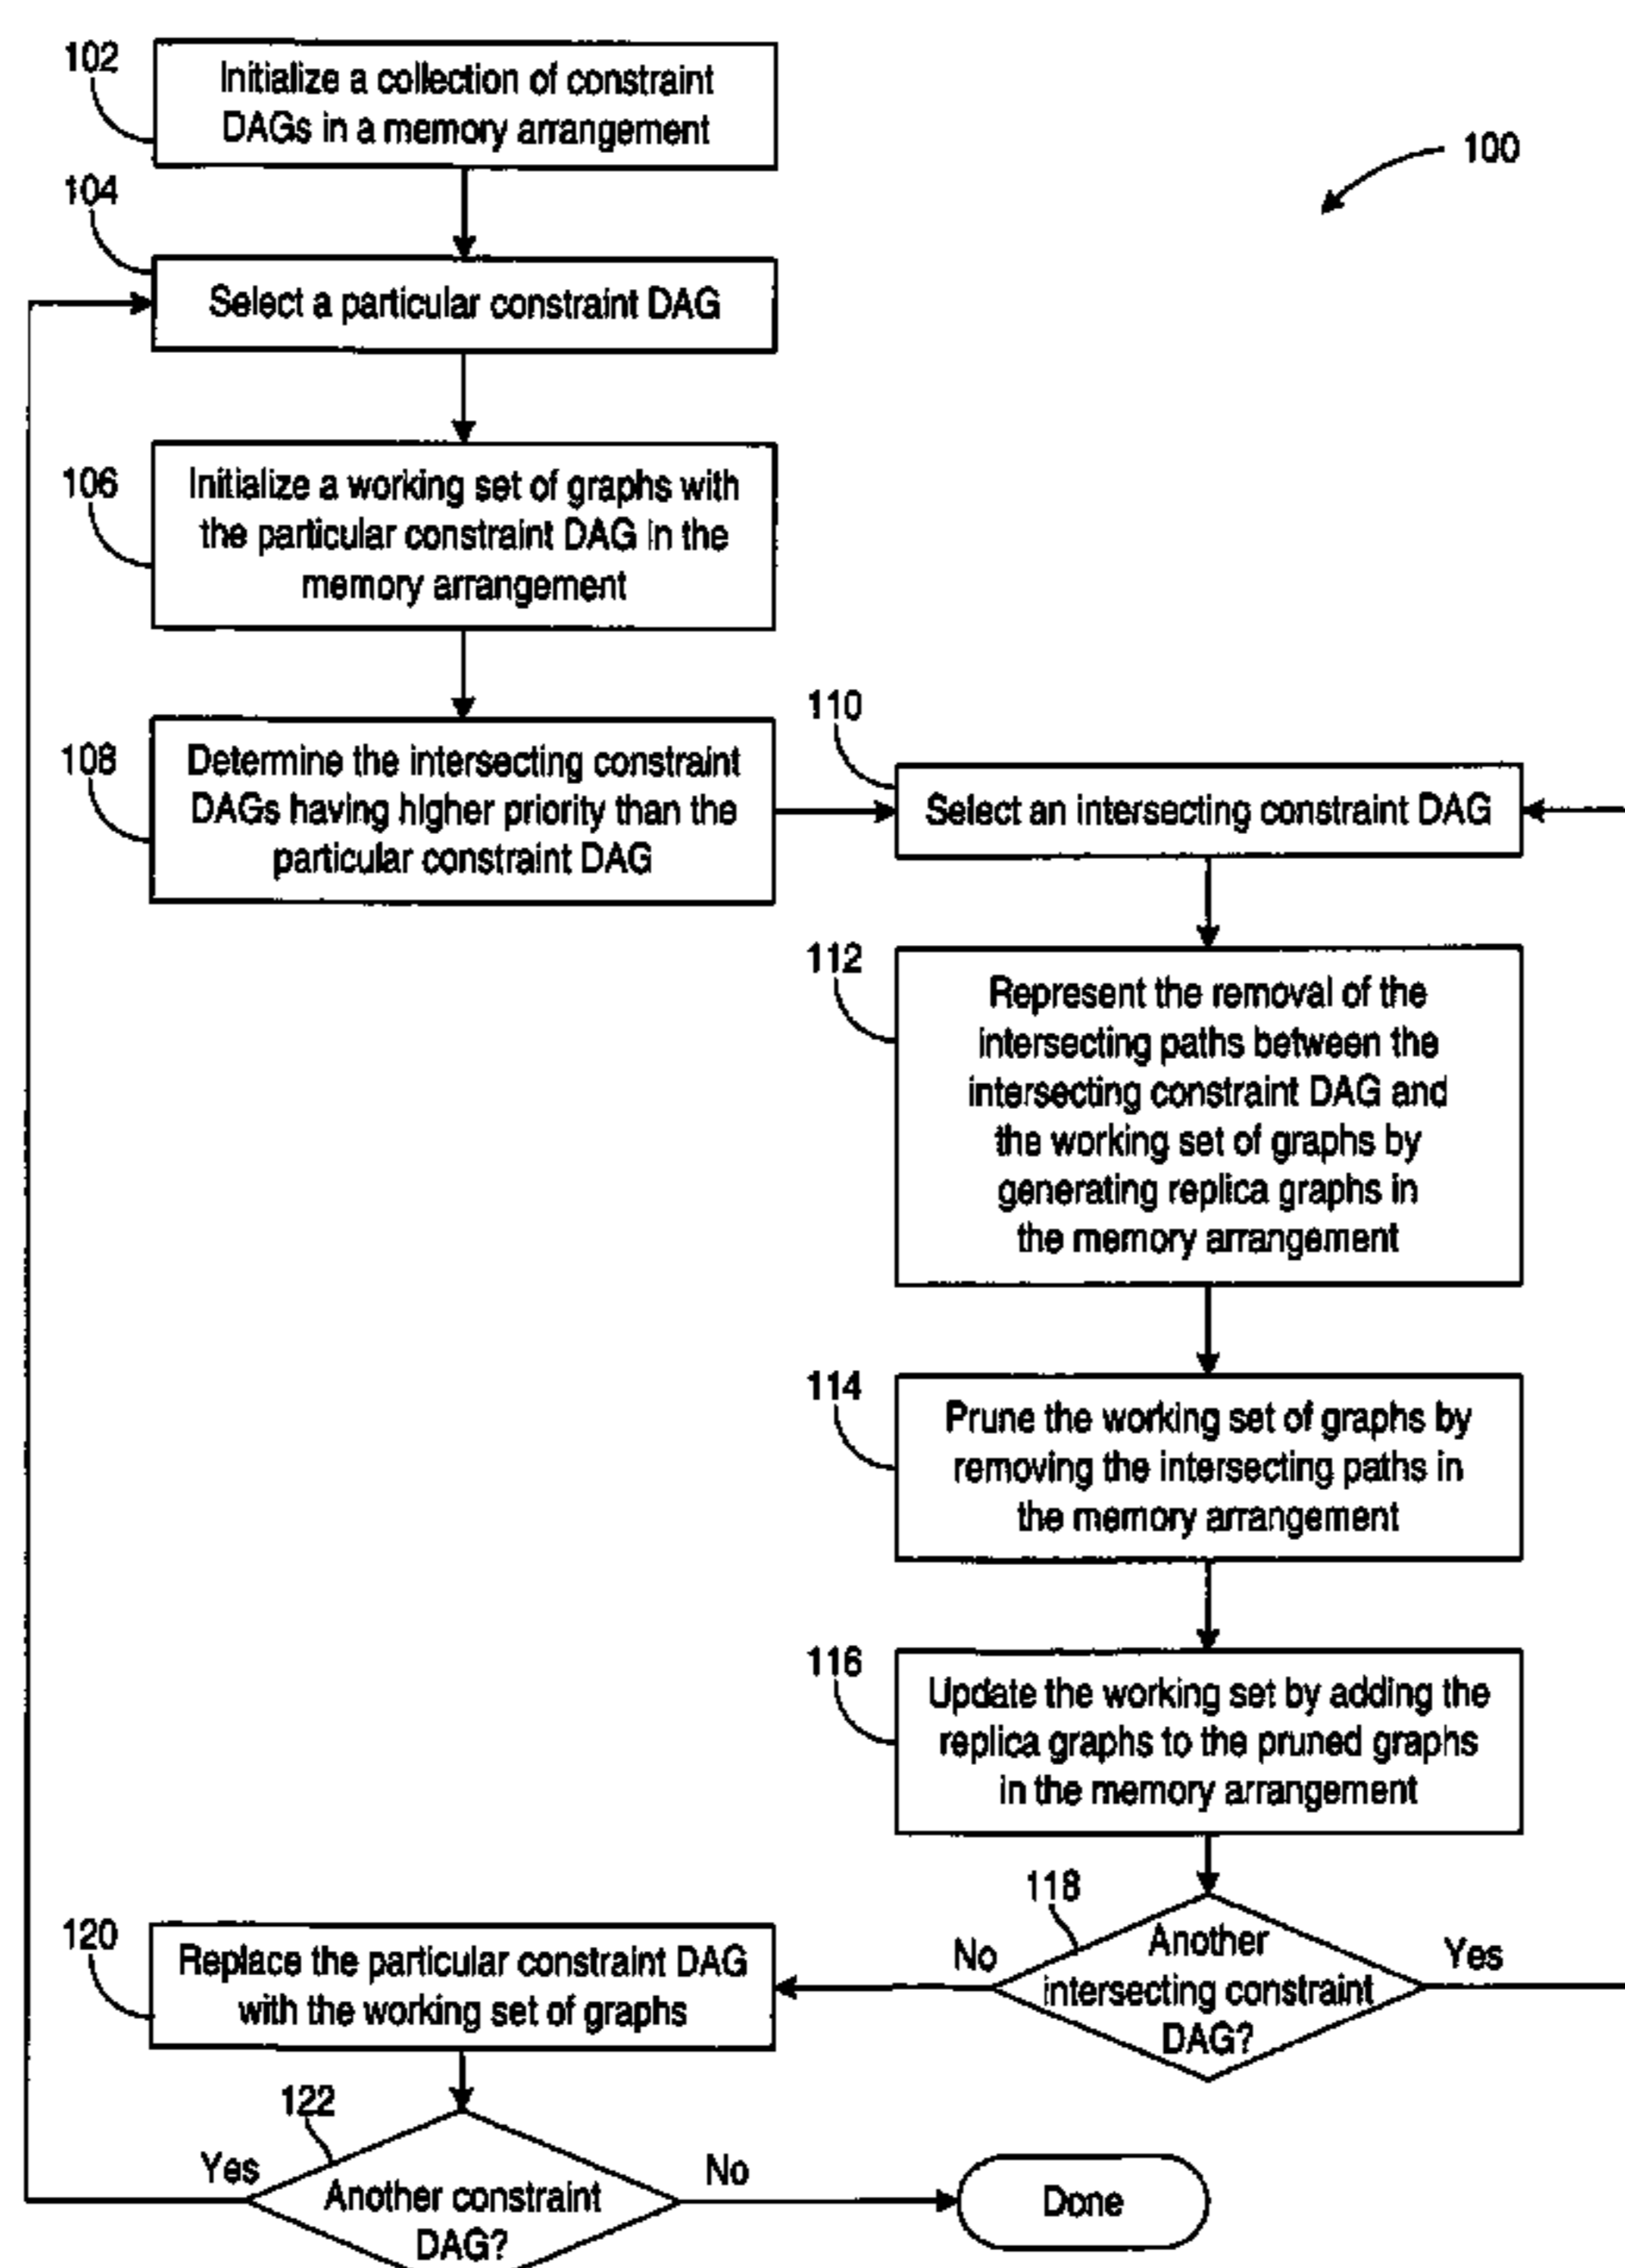 102
Initialize a collection of constraint
DAGs in a memory arrangement
100
104
Select a particular constraint DAG
106
Initialize a working set of graphs with
the particular constraint DAG in the
memory arrangement
108
Determine the intersecting constraint
DAGs having higher priority than the
particular constraint DAG
110
Select an intersecting constraint DAG
112
Represent the removal of the
intersecting paths between the
intersecting constraint DAG and
the working set of graphs by
generating replica graphs in
the memory arrangement
114
Prune the working set of graphs by
removing the intersecting paths in
the memory arrangement
116
Update the working set by adding the
replica graphs to the pruned graphs
in the memory arrangement
118
Another
intersecting constraint
DAG?
No
Yes
120
Replace the particular constraint DAG
with the working set of graphs
122
Another constraint
DAG?
Yes
No
Done